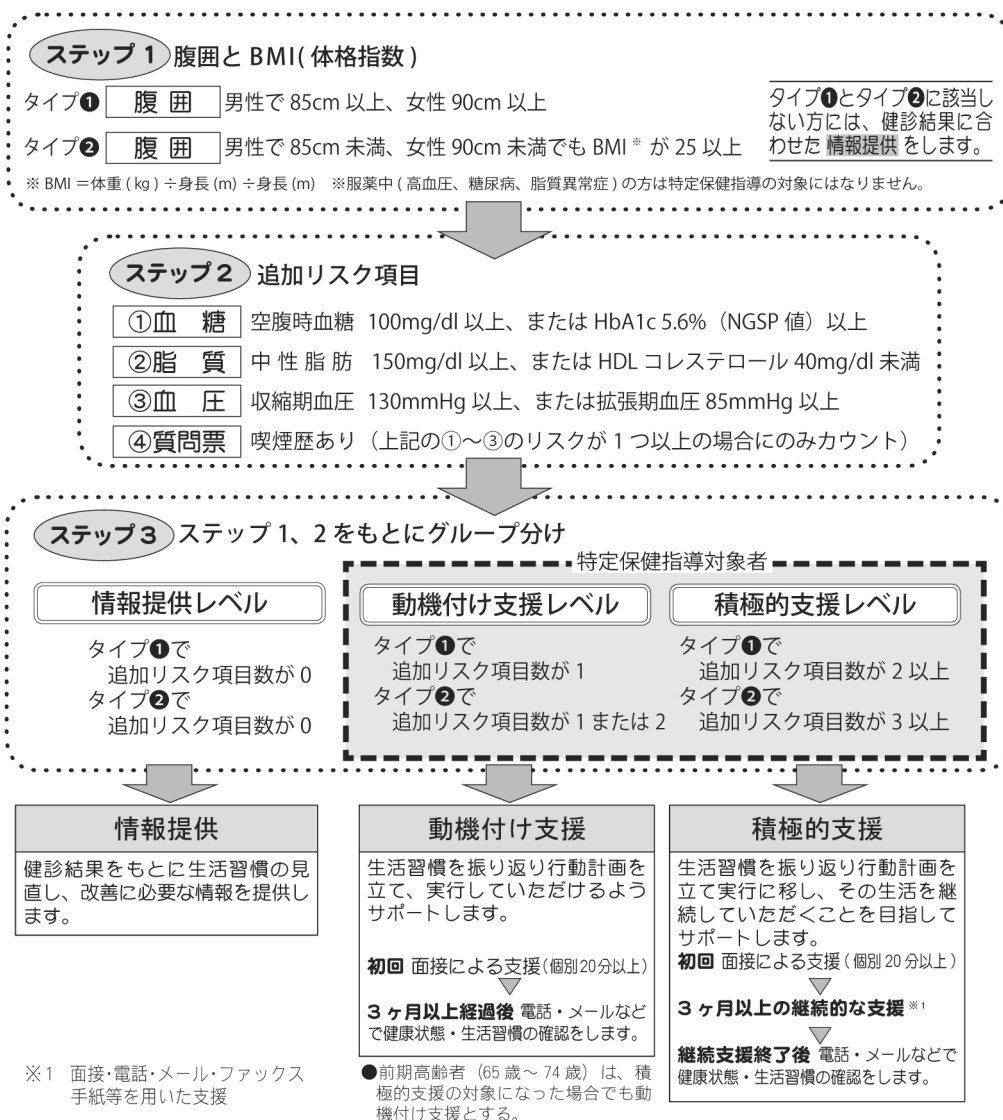 ステップ 1 腹囲と BMI( 体格指数 )
タイプ❶ 腹 囲 男性で 85cm 以上、女性 90cm 以上
タイプ❷ 腹 囲 男性で 85cm 未満、女性 90cm 未満でも BMI※ が 25 以上
タイプ❶とタイプ❷に該当し
ない方には、健診結果に合
わせた 情報提供 をします。
※ BMI ＝体重 ( kg ) ÷身長 (m) ÷身長 (m)　※服薬中 ( 高血圧、糖尿病、脂質異常症 ) の方は特定保健指導の対象にはなりません。
ステップ 2 追加リスク項目
①血 糖 空腹時血糖 100mg/dl 以上、または HbA1c 5.6%（NGSP 値）以上
②脂 質 中 性 脂 肪 150mg/dl 以上、または HDL コレステロール 40mg/dl 未満
③血 圧 収縮期血圧 130mmHg 以上、または拡張期血圧 85mmHg 以上
④質問票 喫煙歴あり（上記の①～③のリスクが 1 つ以上の場合にのみカウント）
ステップ 3 ステップ 1、2 をもとにグループ分け
特定保健指導対象者
情報提供レベル
タイプ❶で
追加リスク項目数が 0
タイプ❷で
追加リスク項目数が 0
動機付け支援レベル
タイプ❶で
追加リスク項目数が 1
タイプ❷で
追加リスク項目数が 1 または 2
積極的支援レベル
タイプ❶で
追加リスク項目数が 2 以上
タイプ❷で
追加リスク項目数が 3 以上
情報提供
健診結果をもとに生活習慣の見
直し、改善に必要な情報を提供し
ます。
動機付け支援
生活習慣を振り返り行動計画を
立て、実行していただけるよう
サポートします。
初回 面接による支援(個別20分以上)
3 ヶ月以上経過後 電話・メールなど
で健康状態・生活習慣の確認をします。
積極的支援
生活習慣を振り返り行動計画を
立て実行に移し、その生活を継
続していただくことを目指して
サポートします。
初回 面接による支援(個別 20 分以上)
3 ヶ月以上の継続的な支援 ※1
継続支援終了後 電話・メールなどで
健康状態・生活習慣の確認をします。
※1 面接・電話・メール・ファックス
手紙等を用いた支援
●前期高齢者（65 歳～ 74 歳）は、積
極的支援の対象になった場合でも動
機付け支援とする。